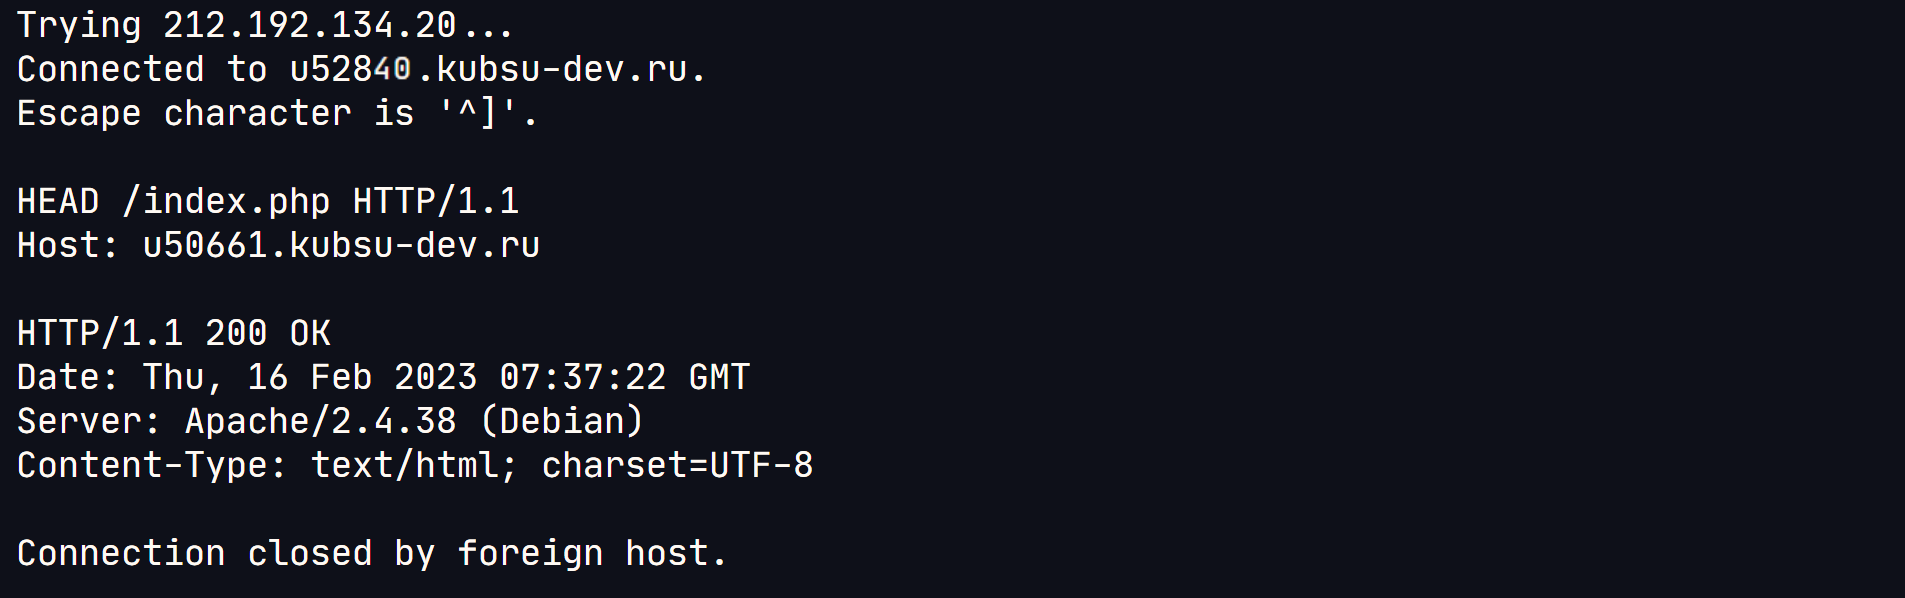 Trying 212.192.134.20...
Connected to u52840.kubsu-dev.ru.
Escape character is '^]'.
HEAD /index.php HTTP/1.1
Host: u50661.kubsu-dev.ru
HTTP/1.1 200 OK
Date: Thu, 16 Feb 2023 07:37:22 GMT
Server: Apache/2.4.38 (Debian)
Content-Type: text/html; charset=UTF-8
Connection closed by foreign host.